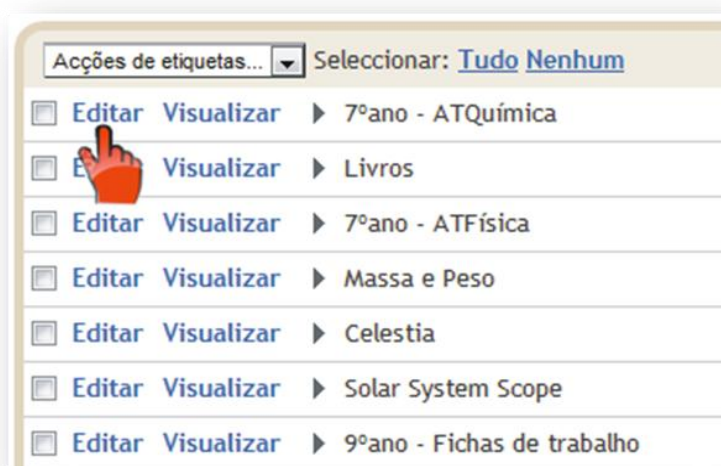 Acções de etiquetas... Seleccionar: Tudo Nenhum
Editar Visualizar 7ºano - ATQuímica
Visualizar Livros
Editar Visualizar 7ºano - ATFísica
Editar Visualizar Massa e Peso
Editar Visualizar Celestia
Editar Visualizar Solar System Scope
Editar Visualizar 9ºano - Fichas de trabalho